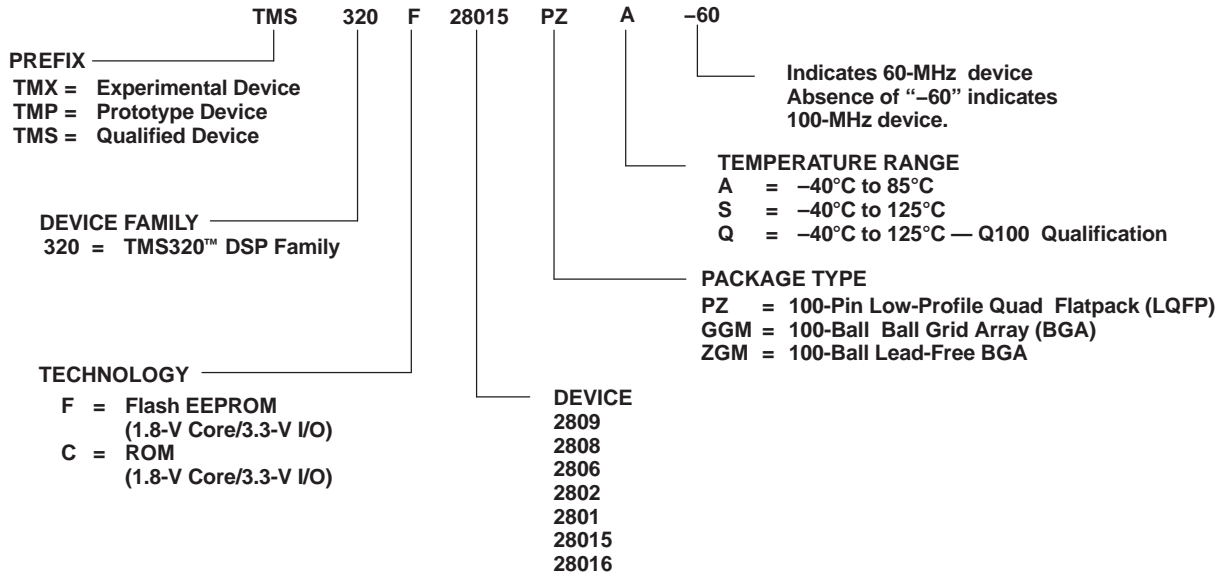 TMS 320 F 28015 PZ A −60
PREFIX
TMX = Experimental Device
TMP = Prototype Device
TMS = Qualified Device
Indicates 60-MHz device
Absence of “−60” indicates
100-MHz device.
TEMPERATURE RANGE
A = −40°C to 85°C
S = −40°C to 125°C
Q = −40°C to 125°C — Q100 Qualification
DEVICE FAMILY
320 = TMS320™ DSP Family
PACKAGE TYPE
PZ = 100-Pin Low-Profile Quad Flatpack (LQFP)
GGM = 100-Ball Ball Grid Array (BGA)
ZGM = 100-Ball Lead-Free BGA
TECHNOLOGY
F = Flash EEPROM
(1.8-V Core/3.3-V I/O)
C = ROM
(1.8-V Core/3.3-V I/O)
DEVICE
2809
2808
2806
2802
2801
28015
28016